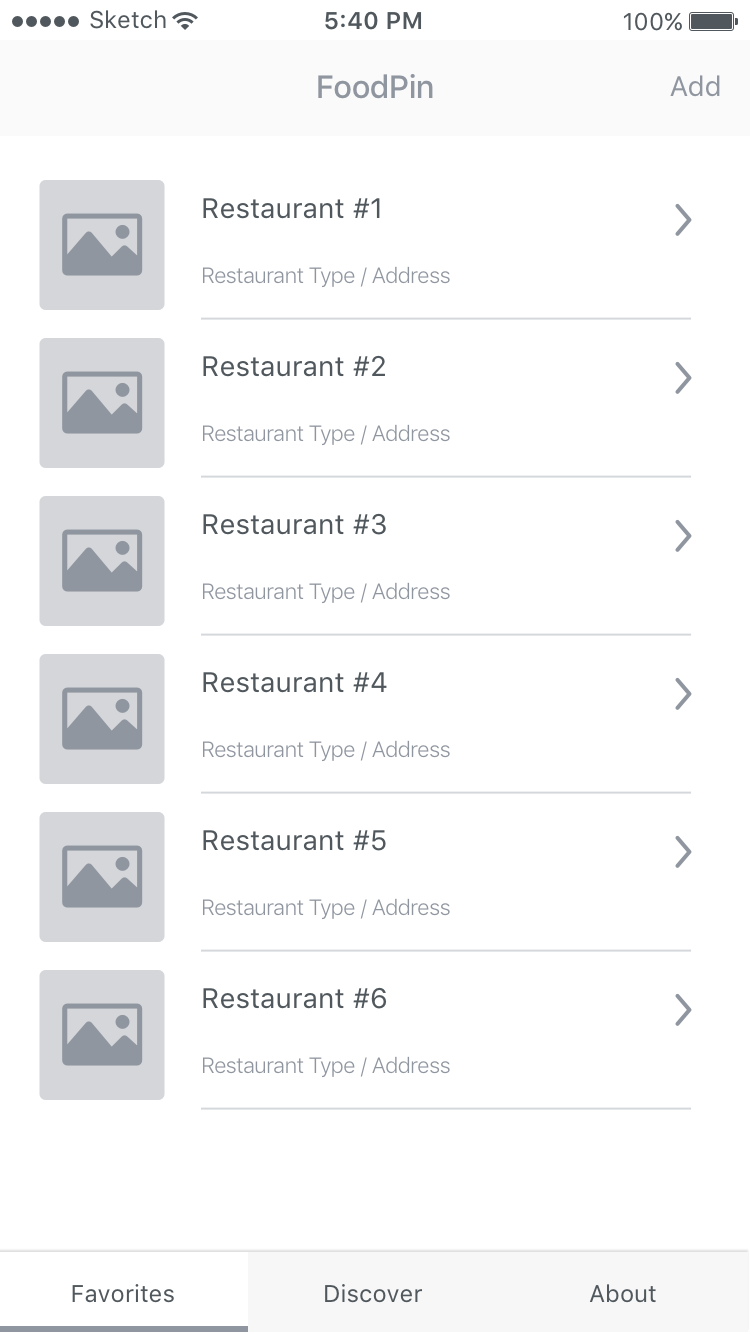 Sketch 5:40 PM 100%
FoodPin Add
Restaurant #1
Restaurant Type / Address
Restaurant #2
Restaurant Type / Address
Restaurant #3
Restaurant Type / Address
Restaurant #4
Restaurant Type / Address
Restaurant #5
Restaurant Type / Address
Restaurant #6
Restaurant Type / Address
Favorites Discover About